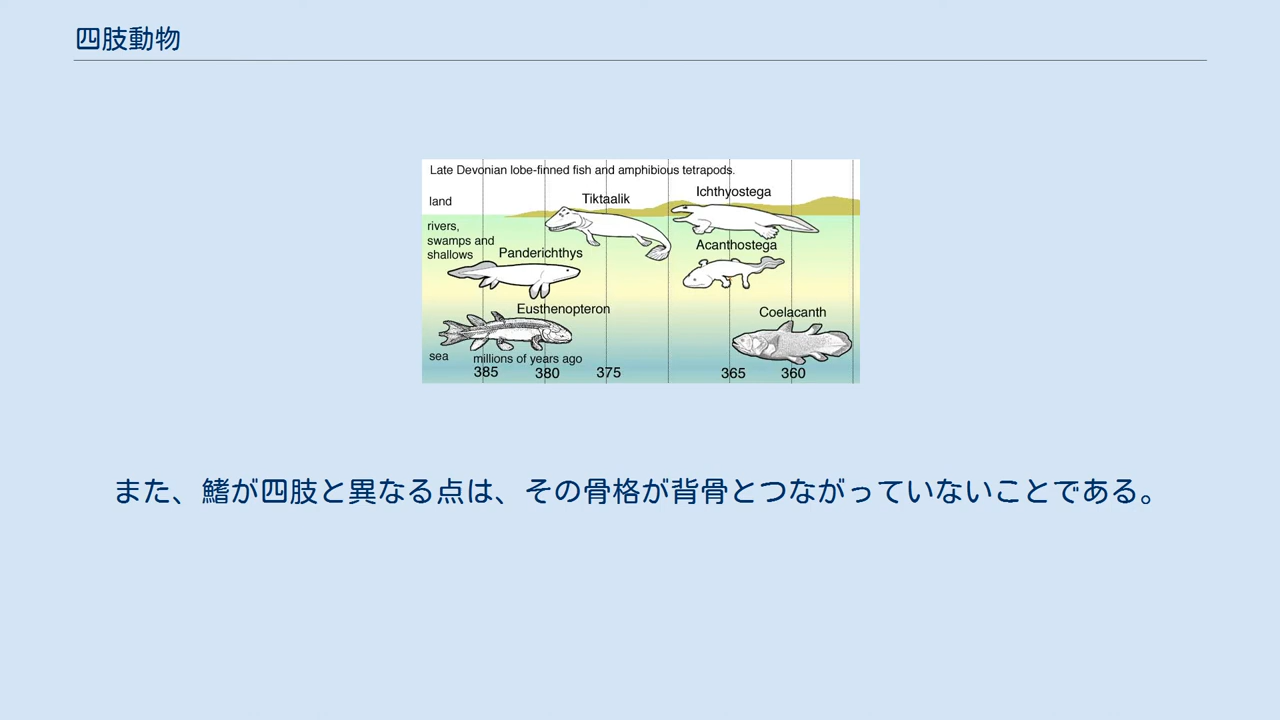 四肢動物
Late Devonian lobe-finned fish and amphibious tetrapods.
land
Tiktaalik
Ichthyostega
rivers,
swamps and
shallows
Panderichthys
Acanthostega
Eusthenopteron
Coelacanth
sea
millions of years ago
385 380 375 365 360
また、鰭が四肢と異なる点は、その骨格が背骨とつながっていないことである。